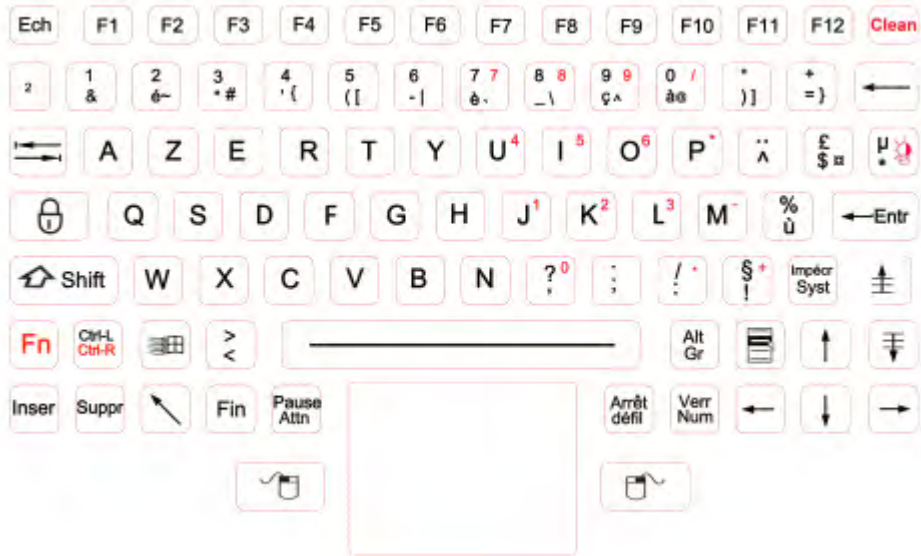 Ech F1 F2 F3 F4 F5 F6 F7 F8 F9 F10 F11 F12 Clean
1 2 3 4 5 6 7 7 8 8 9 9 0 / * +
² & é~ "# '{ ([ -| è` _\ ç^ à@ )] =}
A Z E R T Y U 4 I 5 O 6 P * ¨ £ µ
^ $ ¤ *
Q S D F G H J 1 K 2 L 3 M - % Entr
ù
Shift W X C V B N ? 0 . / . § + Impécr
, ; : ! Syst
Fn Ctrl-L > Alt
Ctrl-R < Gr
Inser Suppr Fin Pause Arrêt Verr
Attn défil Num